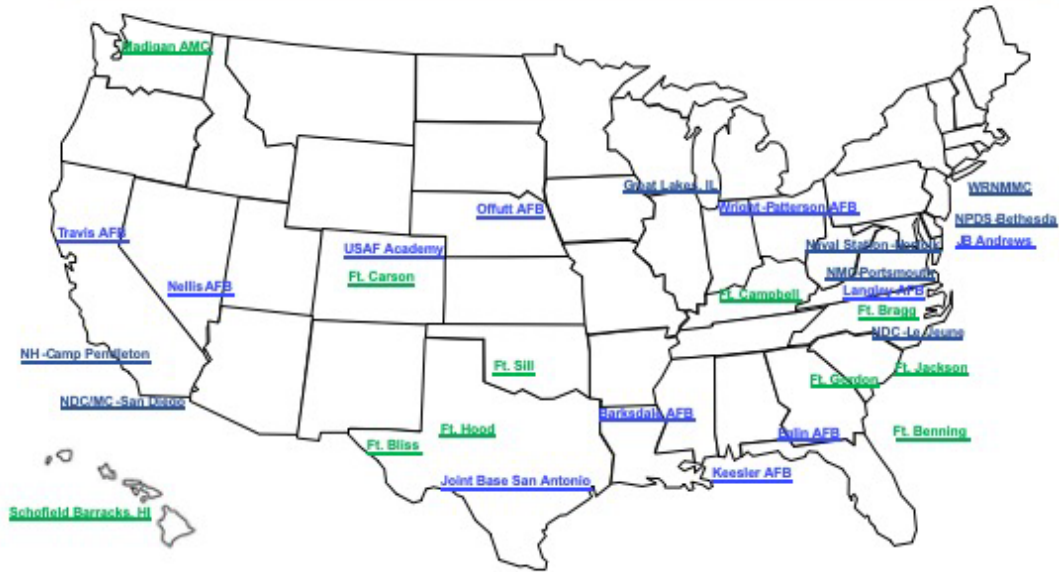 Madigan AMC
Great Lakes, IL
WRNMMC
Offutt AFB
Wright-Patterson AFB
NPDS-Bethesda
Travis AFB
USAF Academy
Naval Station-Norfolk
JB Andrews
Ft. Carson
NMC-Portsmouth
Nellis AFB
Ft. Campbell
Langley AFB
Ft. Bragg
NDC-Le Jeune
NH-Camp Pendleton
Ft. Sill
Ft. Gordon
Ft. Jackson
NDC/MC-San Diego
Barksdale AFB
Ft. Hood
Eglin AFB
Ft. Benning
Ft. Bliss
Joint Base San Antonio
Keesler AFB
Schofield Barracks, HI